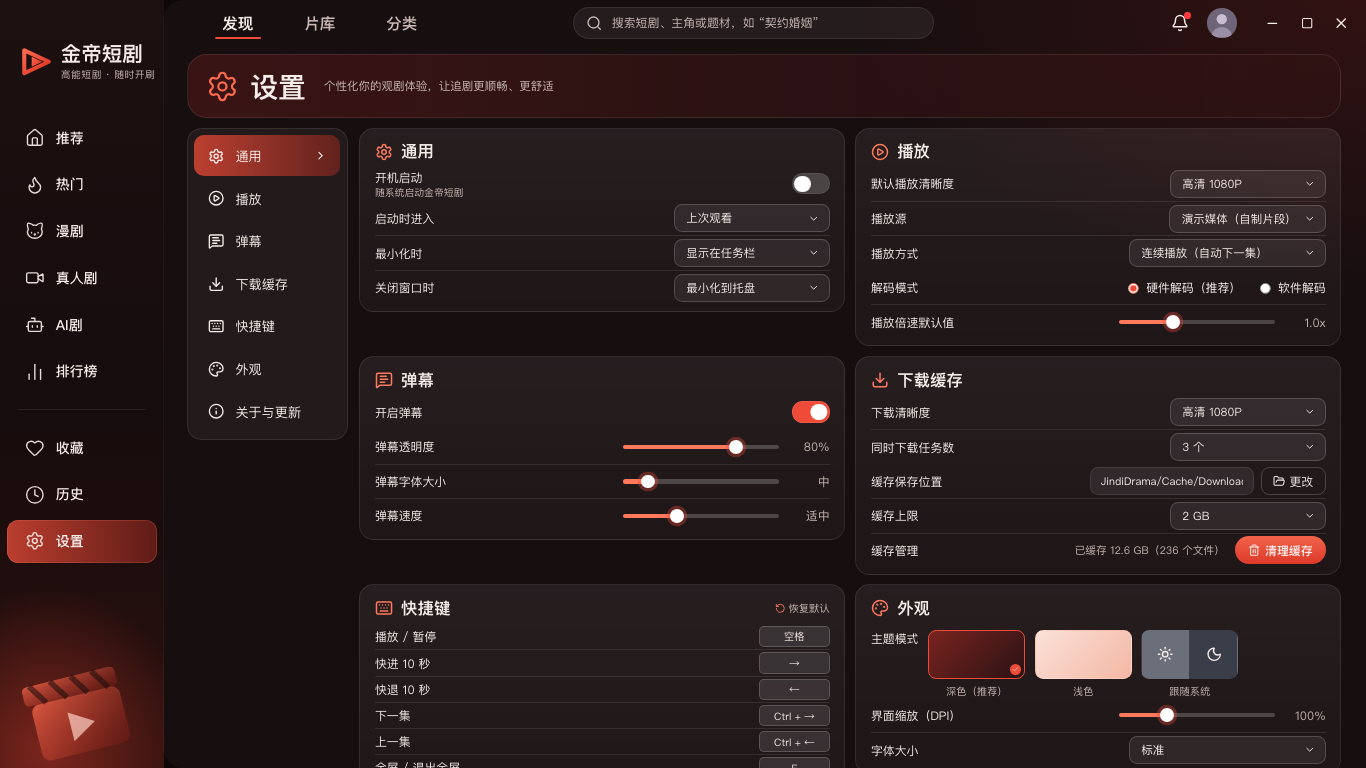 发现
片库
分类
搜索短剧、主角或题材，如“契约婚姻”
金帝短剧
高能短剧 · 随时开刷
推荐
热门
漫剧
真人剧
AI剧
排行榜
收藏
历史
设置
设置
个性化你的观剧体验，让追剧更顺畅、更舒适
通用
播放
弹幕
下载缓存
快捷键
外观
关于与更新
通用
开机启动
随系统启动金帝短剧
启动时进入
上次观看
最小化时
显示在任务栏
关闭窗口时
最小化到托盘
播放
默认播放清晰度
高清 1080P
播放源
演示媒体（自制片段）
播放方式
连续播放（自动下一集）
解码模式
硬件解码（推荐）
软件解码
播放倍速默认值
1.0x
弹幕
开启弹幕
弹幕透明度
80%
弹幕字体大小
中
弹幕速度
适中
下载缓存
下载清晰度
高清 1080P
同时下载任务数
3 个
缓存保存位置
JindiDrama/Cache/Downloac
更改
缓存上限
2 GB
缓存管理
已缓存 12.6 GB（236 个文件）
清理缓存
快捷键
恢复默认
播放 / 暂停
空格
快进 10 秒
→
快退 10 秒
←
下一集
Ctrl + →
上一集
Ctrl + ←
全屏 / 退出全屏
外观
主题模式
深色（推荐）
浅色
跟随系统
界面缩放（DPI）
100%
字体大小
标准